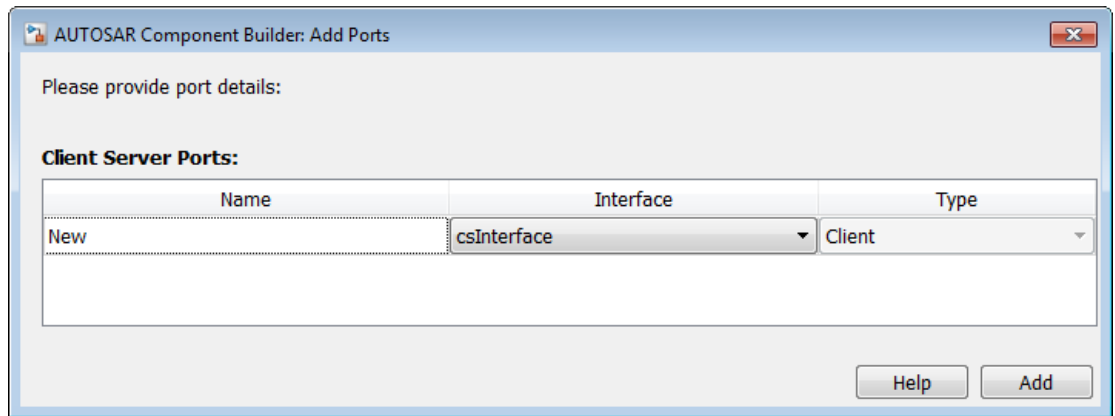 AUTOSAR Component Builder: Add Ports
Please provide port details:
Client Server Ports:
Name Interface Type
New csInterface Client
Help Add